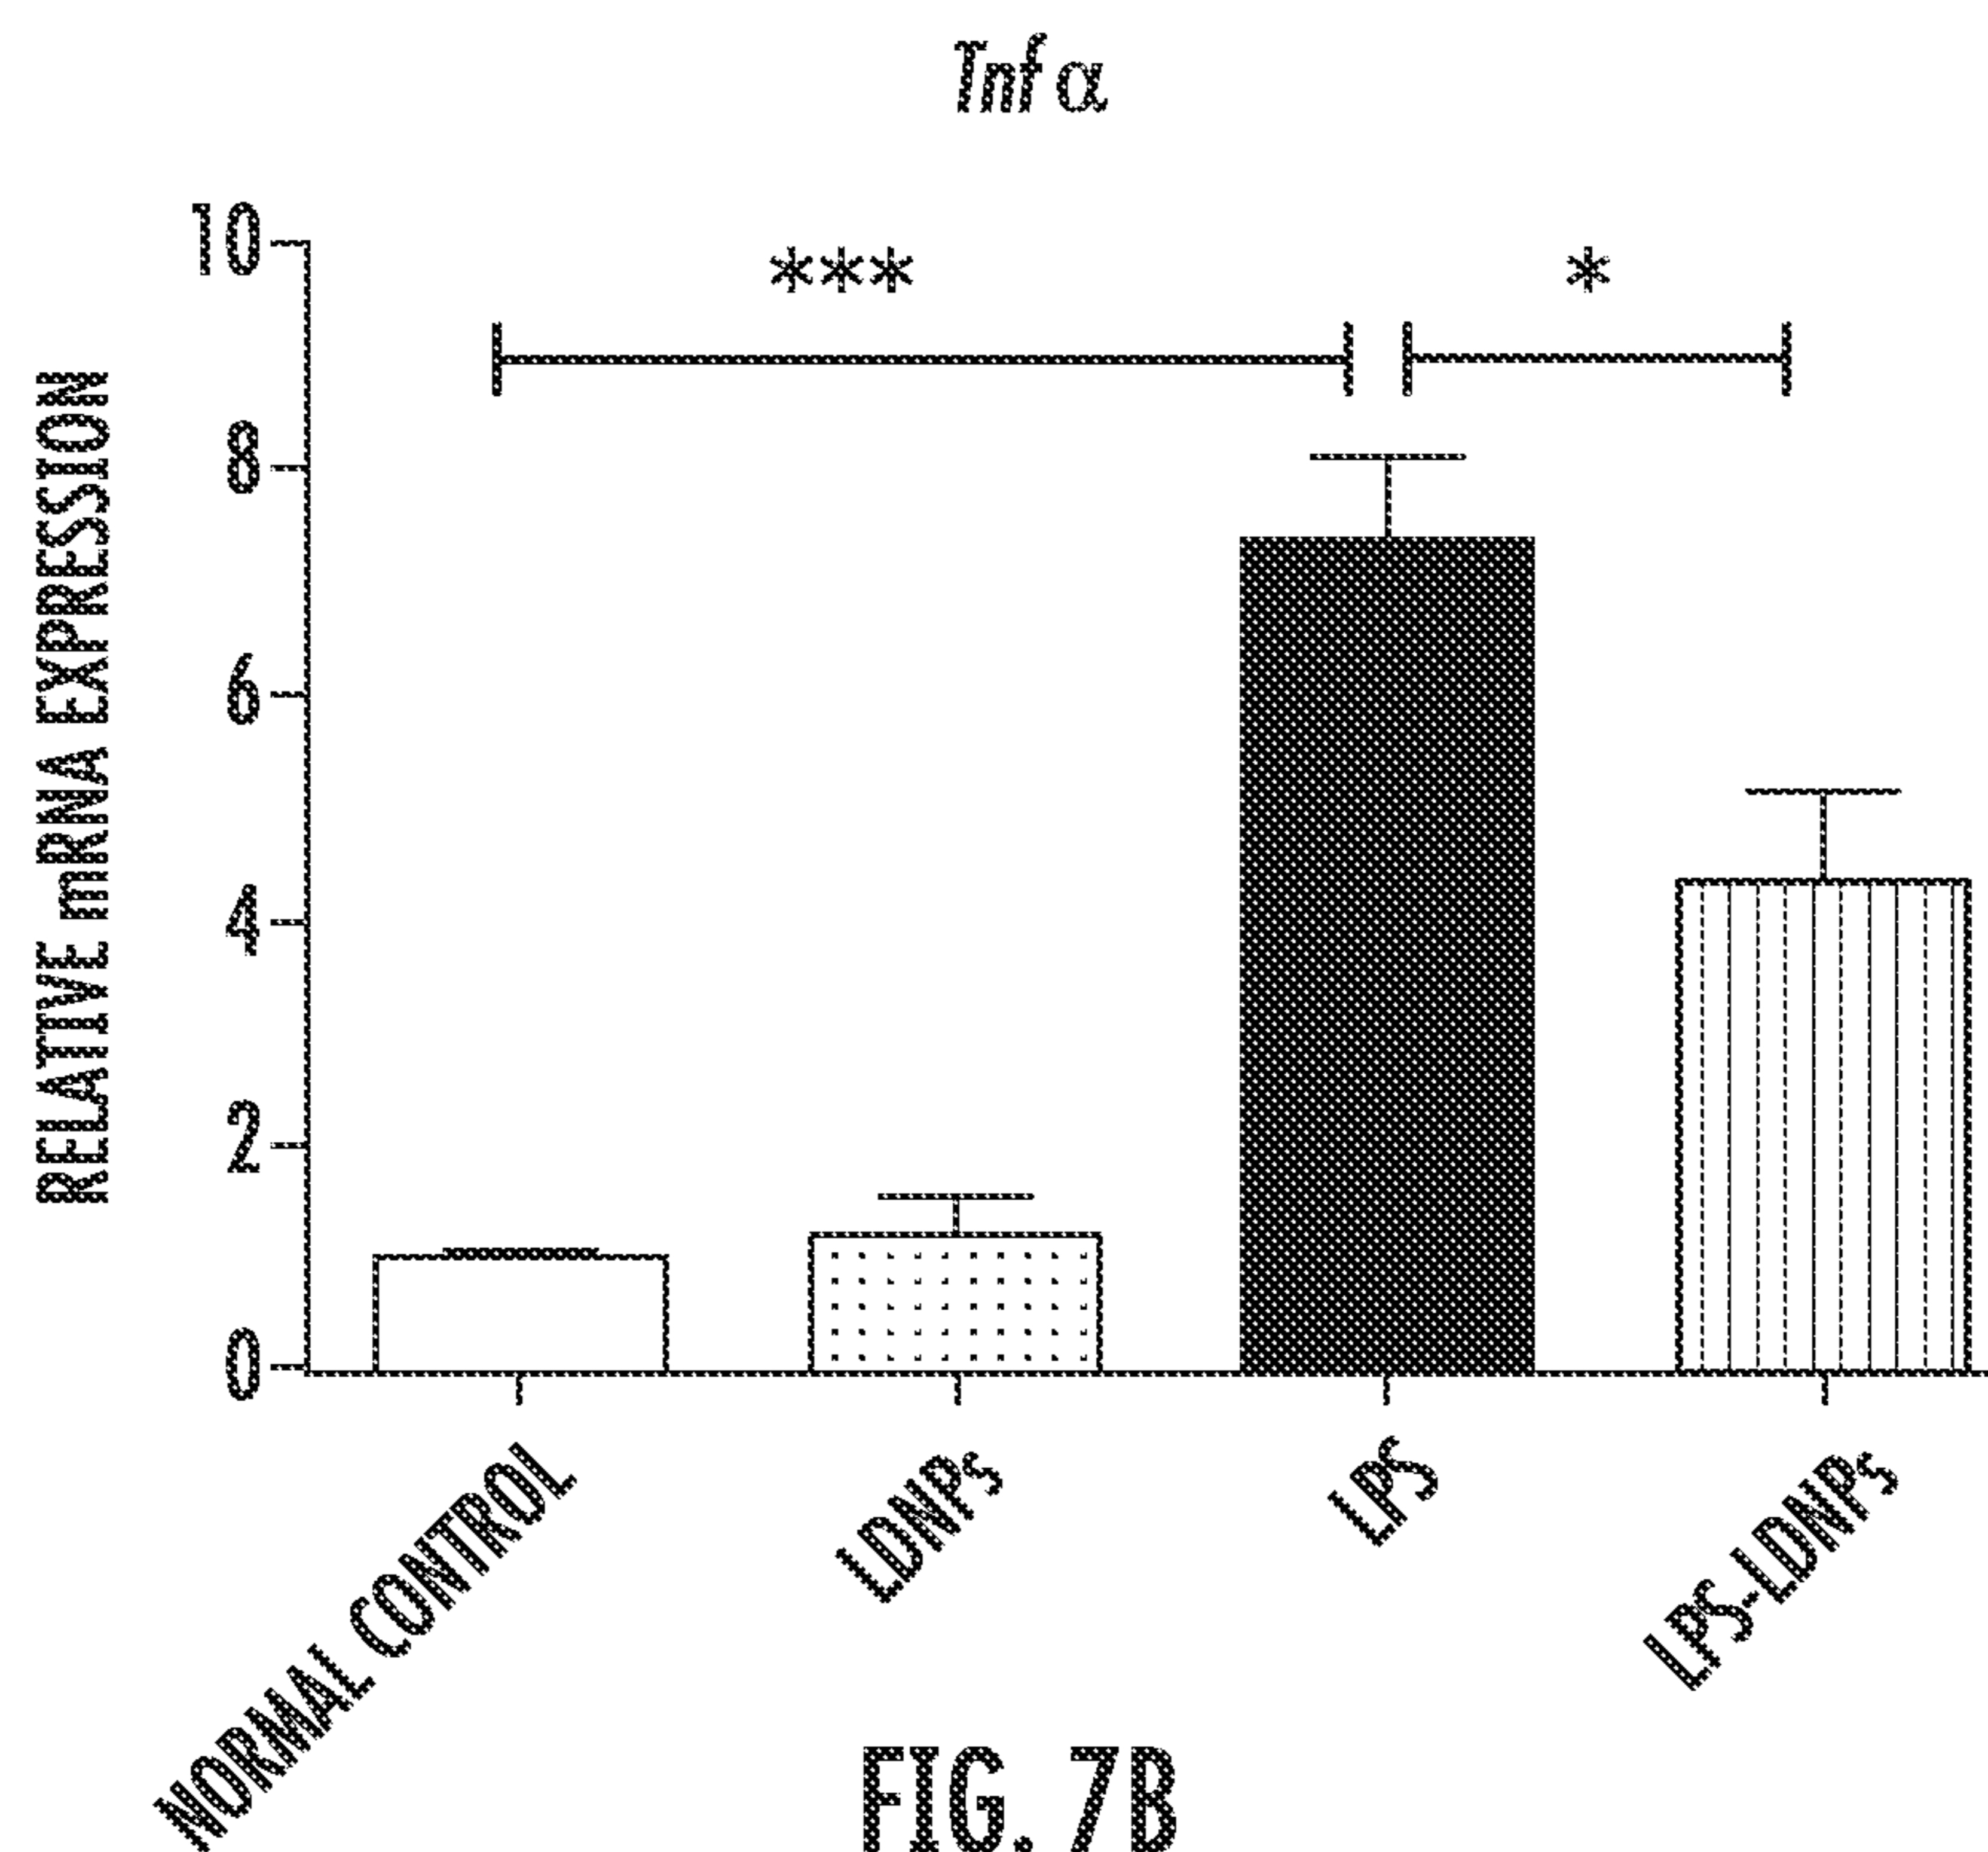 Tnf α
*** *
RELATIVE mRNA EXPRESSION
10
8
6
4
2
0
NORMAL CONTROL
LDNPs
LPS
LPS-LDNPs
FIG. 7B